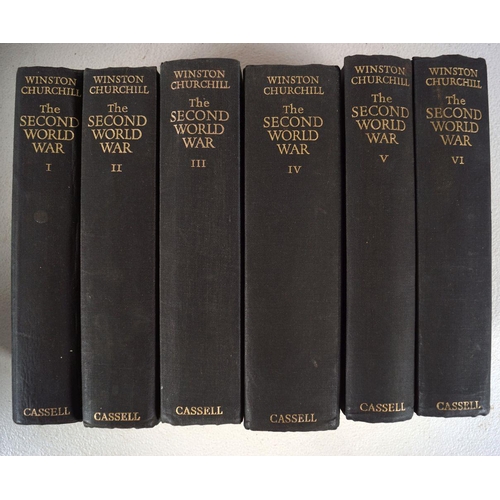 WINSTON
CHURCHILL
The
SECOND
WORLD
WAR
I
CASSELL
WINSTON
CHURCHILL
The
SECOND
WORLD
WAR
II
CASSELL
WINSTON
CHURCHILL
The
SECOND
WORLD
WAR
III
CASSELL
WINSTON
CHURCHILL
The
SECOND
WORLD
WAR
IV
CASSELL
WINSTON
CHURCHILL
The
SECOND
WORLD
WAR
V
CASSELL
WINSTON
CHURCHILL
The
SECOND
WORLD
WAR
VI
CASSELL